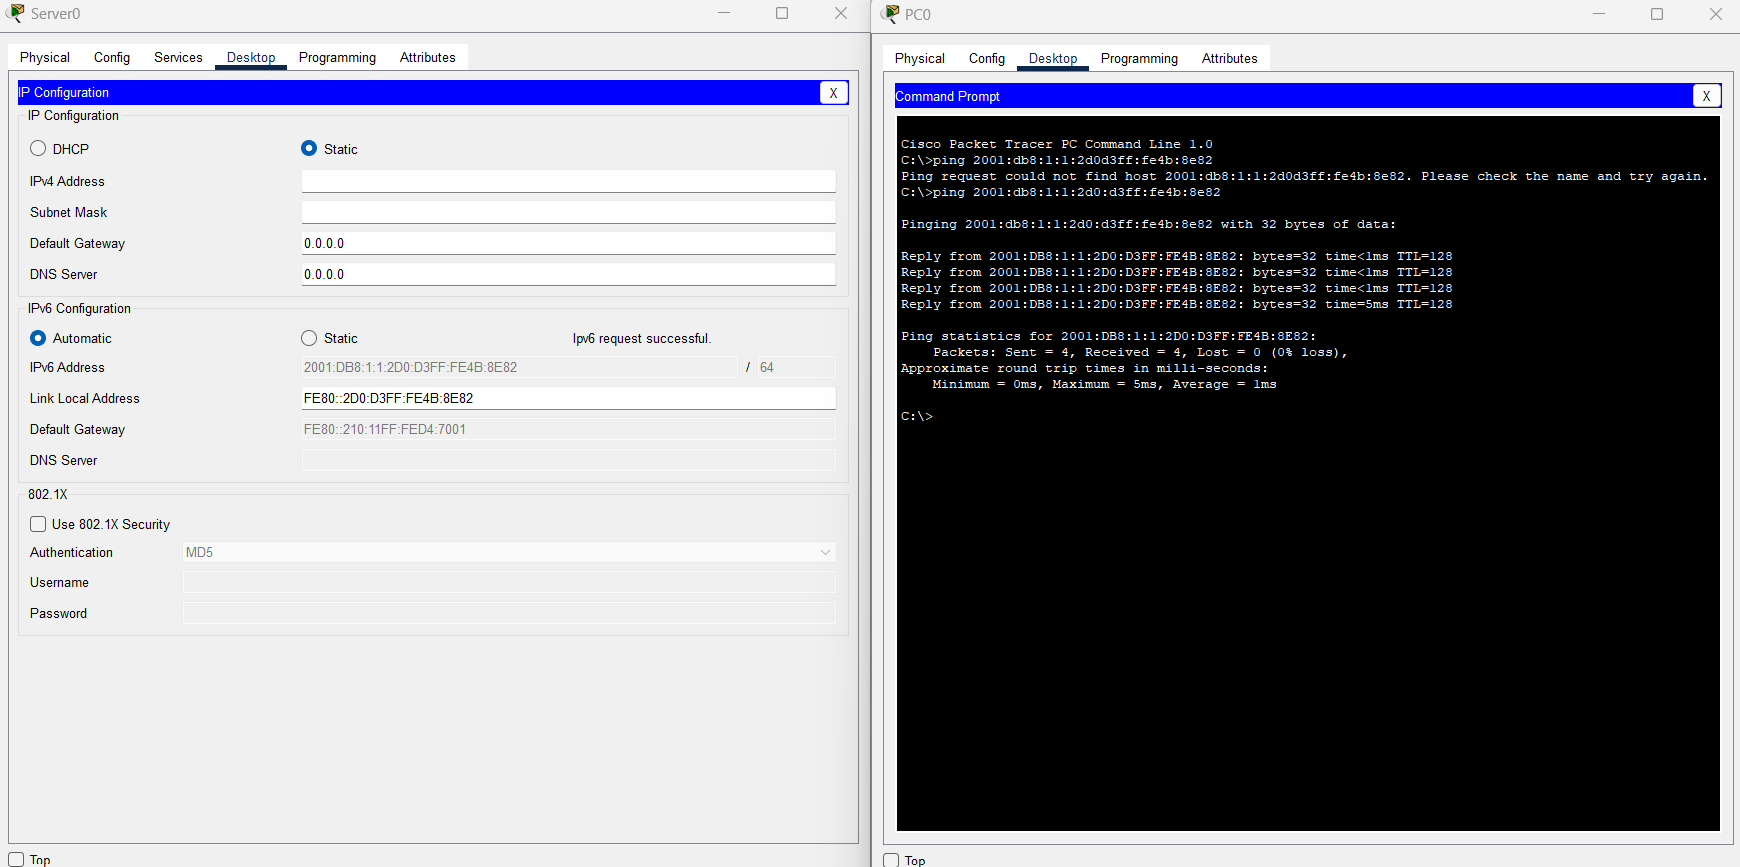 Server0
Physical Config Services Desktop Programming Attributes
IP Configuration
X
IP Configuration
DHCP
Static
IPv4 Address
Subnet Mask
Default Gateway 0.0.0.0
DNS Server 0.0.0.0
IPv6 Configuration
Automatic
Static
Ipv6 request successful.
IPv6 Address 2001:DB8:1:1:2D0:D3FF:FE4B:8E82 / 64
Link Local Address FE80::2D0:D3FF:FE4B:8E82
Default Gateway FE80::210:11FF:FED4:7001
DNS Server
802.1X
Use 802.1X Security
Authentication MD5
Username
Password
Top
PC0
Physical Config Desktop Programming Attributes
Command Prompt
X
Cisco Packet Tracer PC Command Line 1.0
C:\>ping 2001:db8:1:1:2d0d3ff:fe4b:8e82
Ping request could not find host 2001:db8:1:1:2d0d3ff:fe4b:8e82. Please check the name and try again.
C:\>ping 2001:db8:1:1:2d0:d3ff:fe4b:8e82
Pinging 2001:db8:1:1:2d0:d3ff:fe4b:8e82 with 32 bytes of data:
Reply from 2001:DB8:1:1:2D0:D3FF:FE4B:8E82: bytes=32 time<1ms TTL=128
Reply from 2001:DB8:1:1:2D0:D3FF:FE4B:8E82: bytes=32 time<1ms TTL=128
Reply from 2001:DB8:1:1:2D0:D3FF:FE4B:8E82: bytes=32 time<1ms TTL=128
Reply from 2001:DB8:1:1:2D0:D3FF:FE4B:8E82: bytes=32 time=5ms TTL=128
Ping statistics for 2001:DB8:1:1:2D0:D3FF:FE4B:8E82:
Packets: Sent = 4, Received = 4, Lost = 0 (0% loss),
Approximate round trip times in milli-seconds:
Minimum = 0ms, Maximum = 5ms, Average = 1ms
C:\>
Top